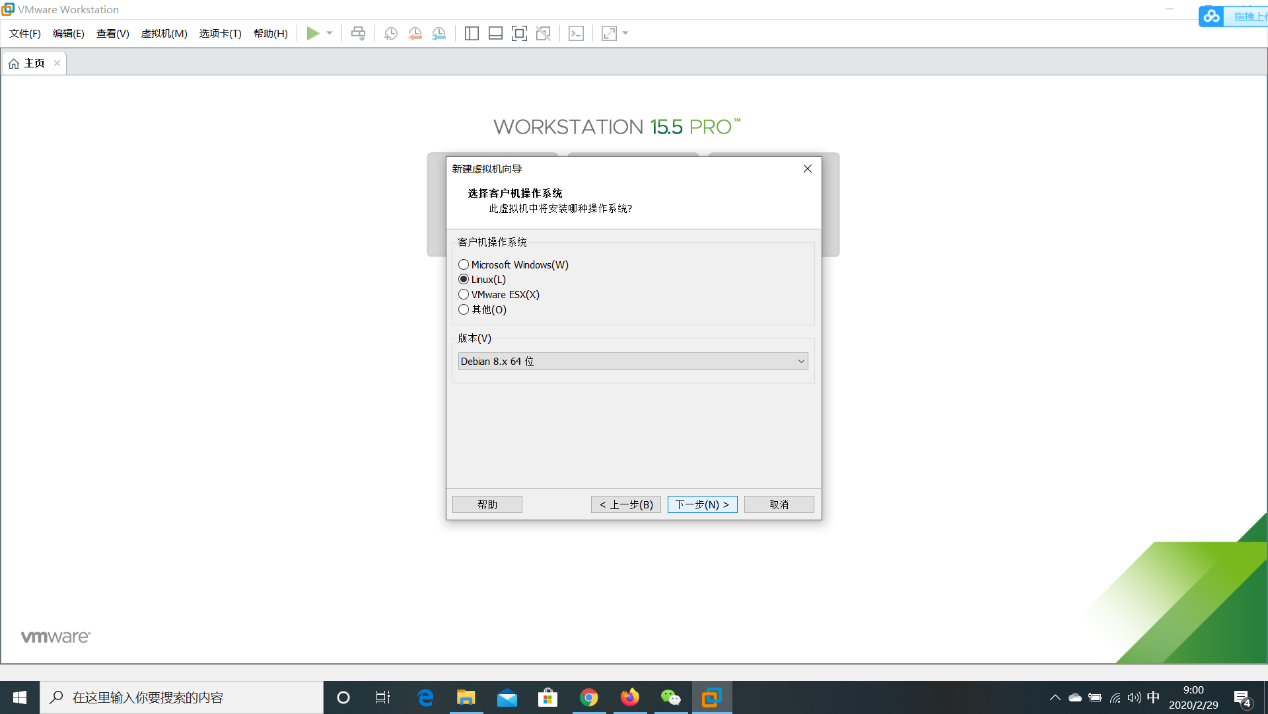 VMware Workstation
文件(F) 编辑(E) 查看(V) 虚拟机(M) 选项卡(T) 帮助(H)
主页
WORKSTATION 15.5 PRO™
新建虚拟机向导
选择客户机操作系统
此虚拟机中将安装哪种操作系统?
客户机操作系统
Microsoft Windows(W)
Linux(L)
VMware ESX(X)
其他(O)
版本(V)
Debian 8.x 64 位
帮助 < 上一步(B) 下一步(N) > 取消
vmware
在这里输入你要搜索的内容
中
9:00
2020/2/29
4